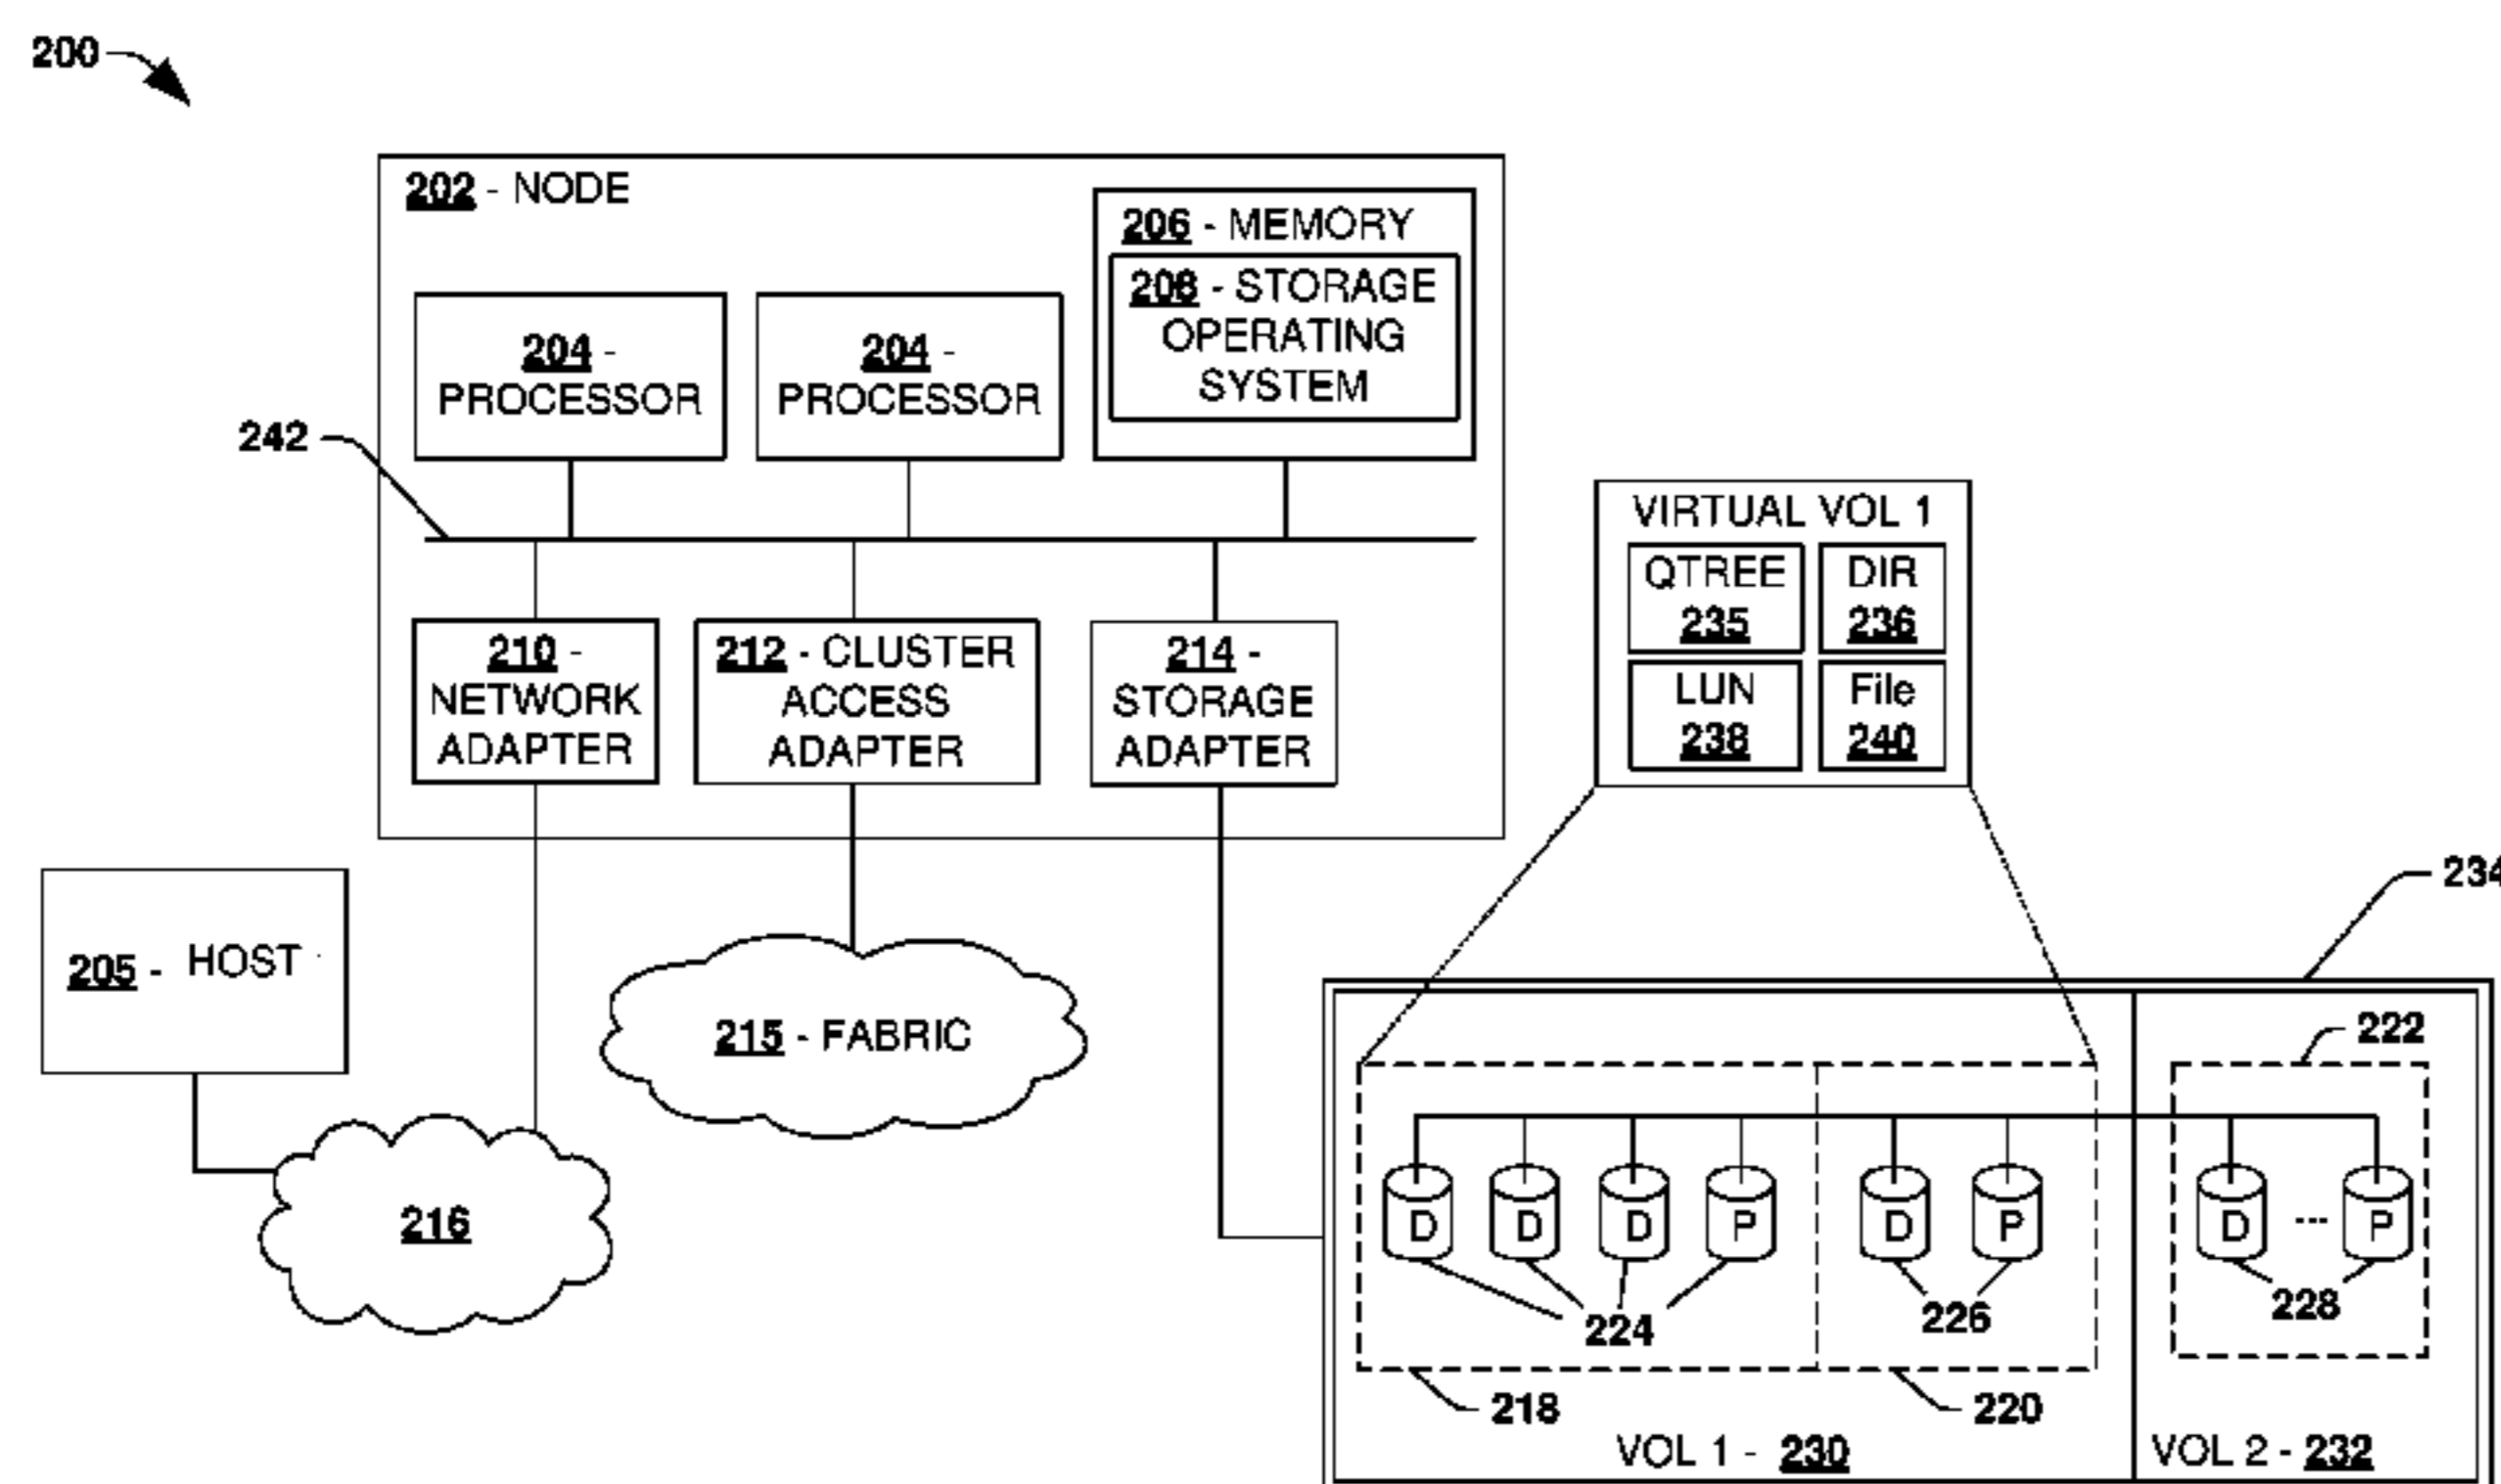 200
202 - NODE
206 - MEMORY
208 - STORAGE
OPERATING
SYSTEM
204 -
PROCESSOR
204 -
PROCESSOR
242
VIRTUAL VOL 1
QTREE
235
DIR
236
LUN
238
File
240
210 -
NETWORK
ADAPTER
212 - CLUSTER
ACCESS
ADAPTER
214 -
STORAGE
ADAPTER
234
205 - HOST
215 - FABRIC
216
222
D
D
D
P
D
P
D
...
P
224
226
228
218
220
VOL 1 - 230
VOL 2 - 232